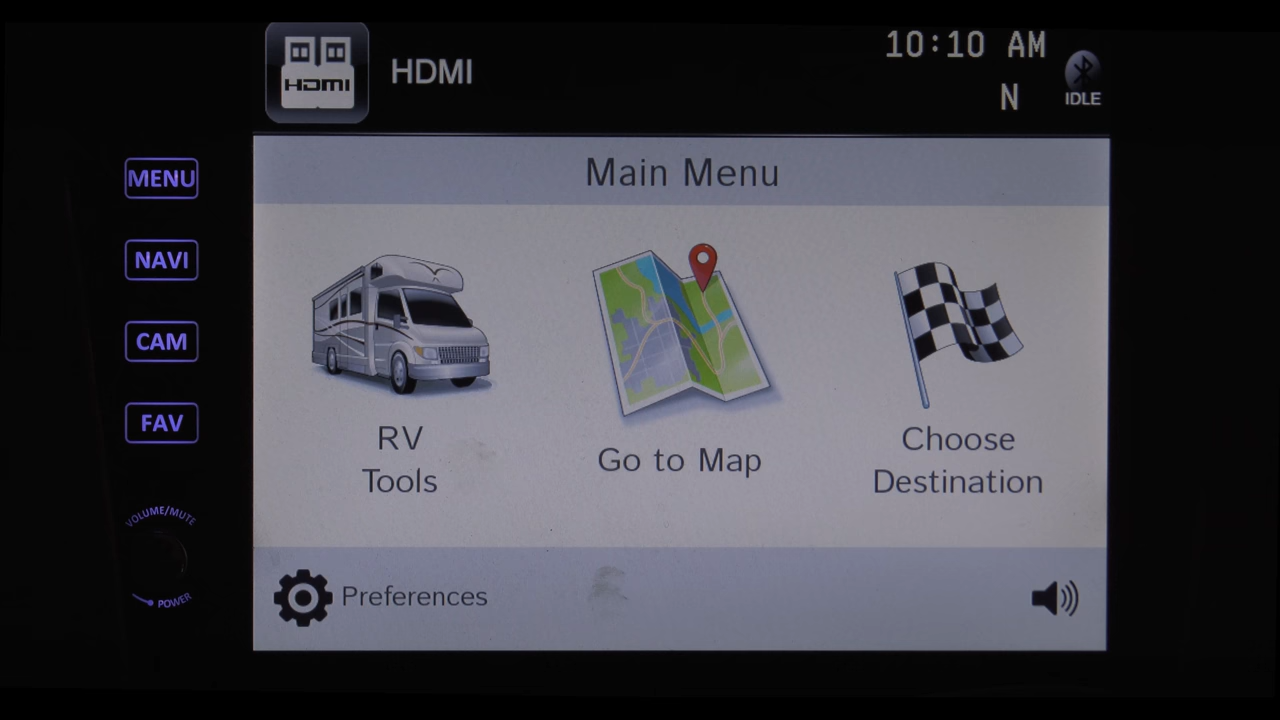 HDMI
HDMI
10:10 AM
N
IDLE
MENU
NAVI
CAM
FAV
VOLUME/MUTE
POWER
Main Menu
RV
Tools
Go to Map
Choose
Destination
Preferences